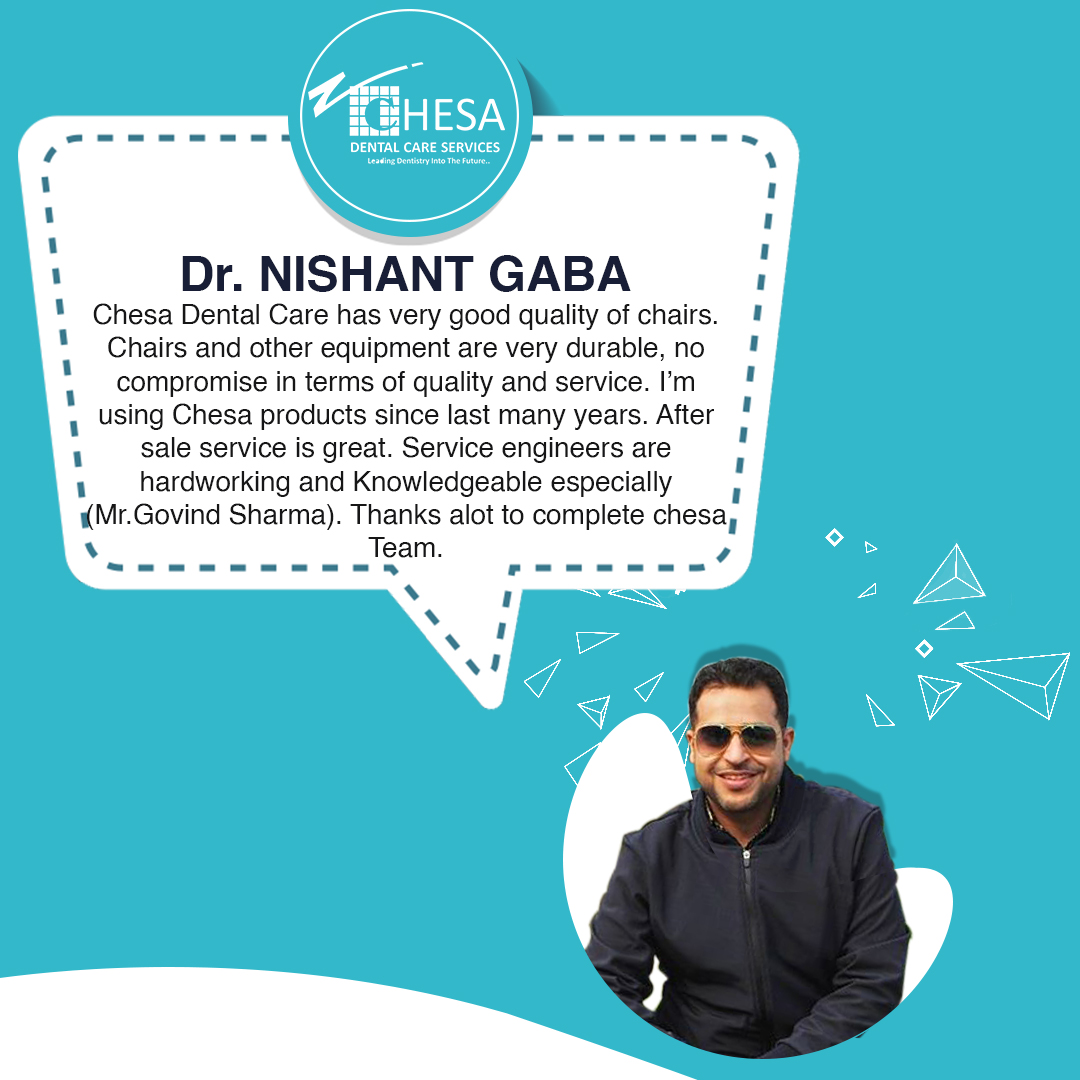 CHESA
DENTAL CARE SERVICES
Leading Dentistry Into The Future..
Dr. NISHANT GABA
Chesa Dental Care has very good quality of chairs.
Chairs and other equipment are very durable, no
compromise in terms of quality and service. I’m
using Chesa products since last many years. After
sale service is great. Service engineers are
hardworking and Knowledgeable especially
(Mr.Govind Sharma). Thanks alot to complete chesa
Team.